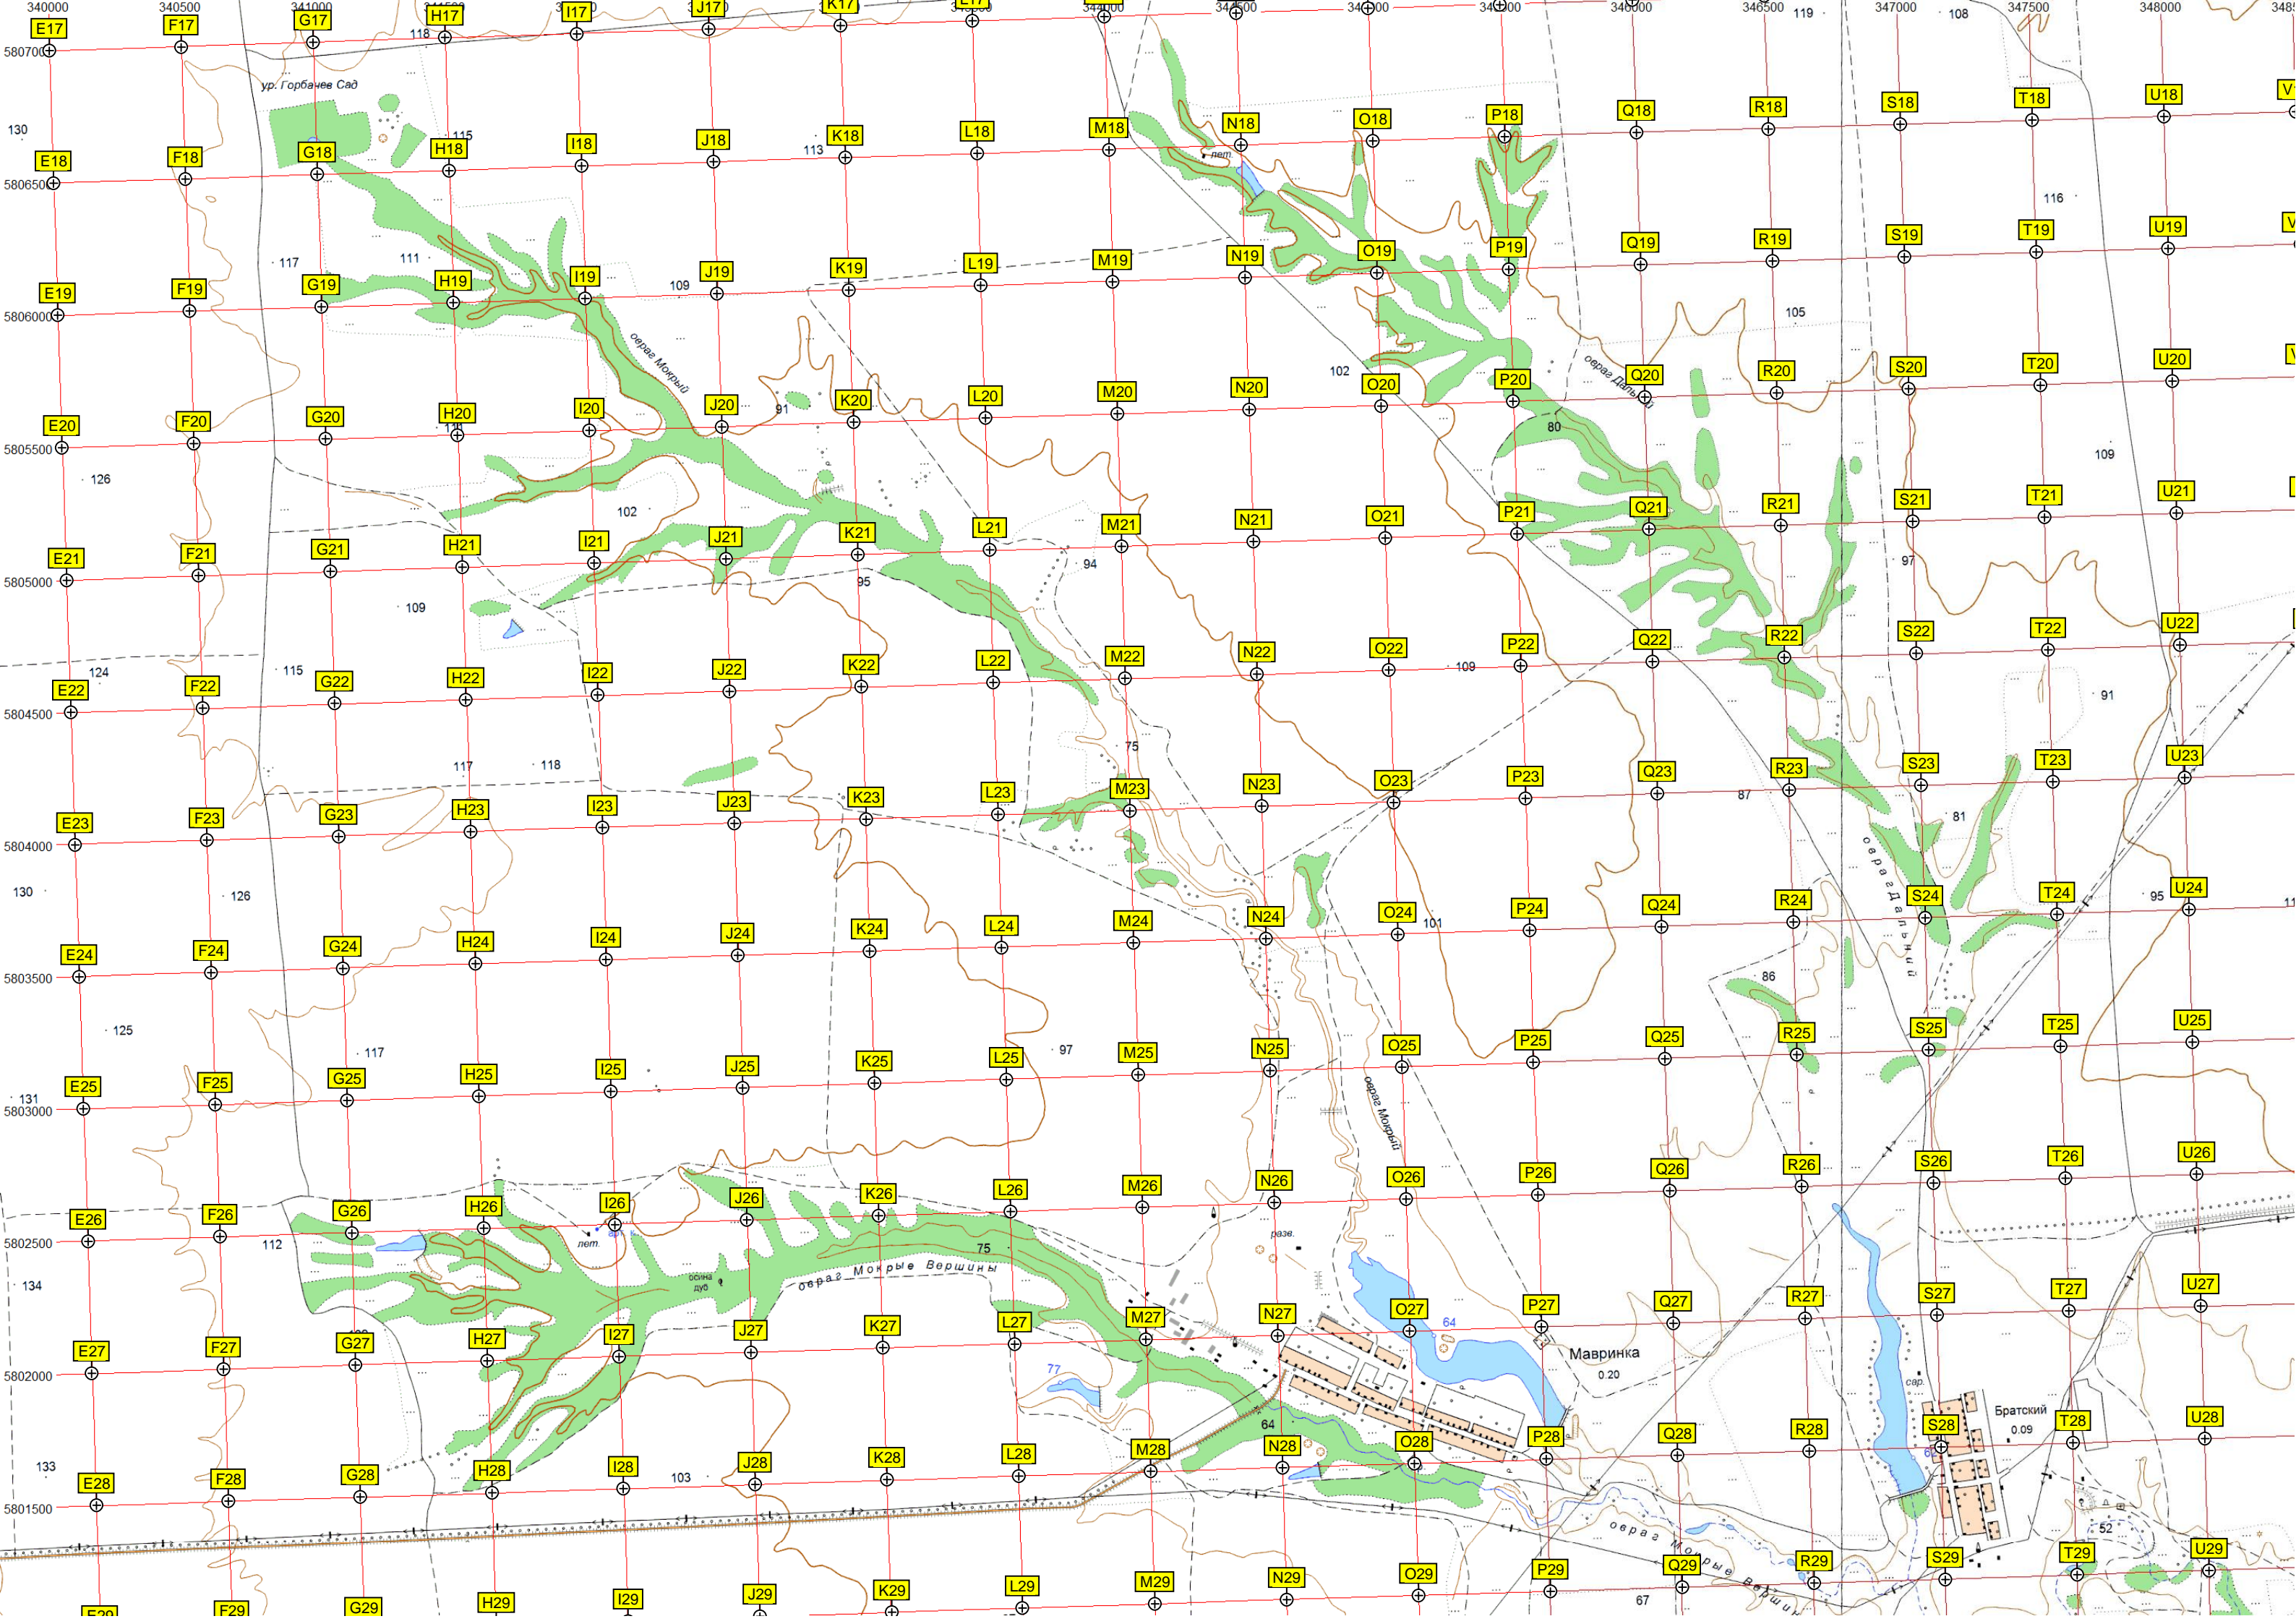 340000 340500 341000 344000 346000 346500 347000 347500 348000
E17 F17 G17 H17 I17 J17 K17 L17
5807000
118 119 108
ур. Горбачев Сад
130 115 113
E18 F18 G18 H18 I18 J18 K18 L18 M18 N18 O18 P18 Q18 R18 S18 T18 U18
5806500
лет.
116
117 111 109
E19 F19 G19 H19 I19 J19 K19 L19 M19 N19 O19 P19 Q19 R19 S19 T19 U19
5806000
105
овраг Мокрый
102
овраг Дальный
91
E20 F20 G20 H20 I20 J20 K20 L20 M20 N20 O20 P20 Q20 R20 S20 T20 U20
5805500
80
109
126
102
E21 F21 G21 H21 I21 J21 K21 L21 M21 N21 O21 P21 Q21 R21 S21 T21 U21
5805000
95 94 97
109
124 115 109
E22 F22 G22 H22 I22 J22 K22 L22 M22 N22 O22 P22 Q22 R22 S22 T22 U22
5804500
91
75
117 118
87
81
E23 F23 G23 H23 I23 J23 K23 L23 M23 N23 O23 P23 Q23 R23 S23 T23 U23
5804000
овраг Дальний
130 126 101 95
E24 F24 G24 H24 I24 J24 K24 L24 M24 N24 O24 P24 Q24 R24 S24 T24 U24
5803500
86
125 117 97
E25 F25 G25 H25 I25 J25 K25 L25 M25 N25 O25 P25 Q25 R25 S25 T25 U25
131
5803000
овраг Мокрый
E26 F26 G26 H26 I26 J26 K26 L26 M26 N26 O26 P26 Q26 R26 S26 T26 U26
5802500
112 лет. 75 разв.
134
осина
дуб
овраг Мокрые Вершины
E27 F27 G27 H27 I27 J27 K27 L27 M27 N27 O27 P27 Q27 R27 S27 T27 U27
64
5802000
Мавринка
0.20
77
сар.
Братский
0.09
64
133 103
E28 F28 G28 H28 I28 J28 K28 L28 M28 N28 O28 P28 Q28 R28 S28 T28 U28
5801500
овраг Мокрые Вершин
52
67
E29 F29 G29 H29 I29 J29 K29 L29 M29 N29 O29 P29 Q29 R29 S29 T29 U29